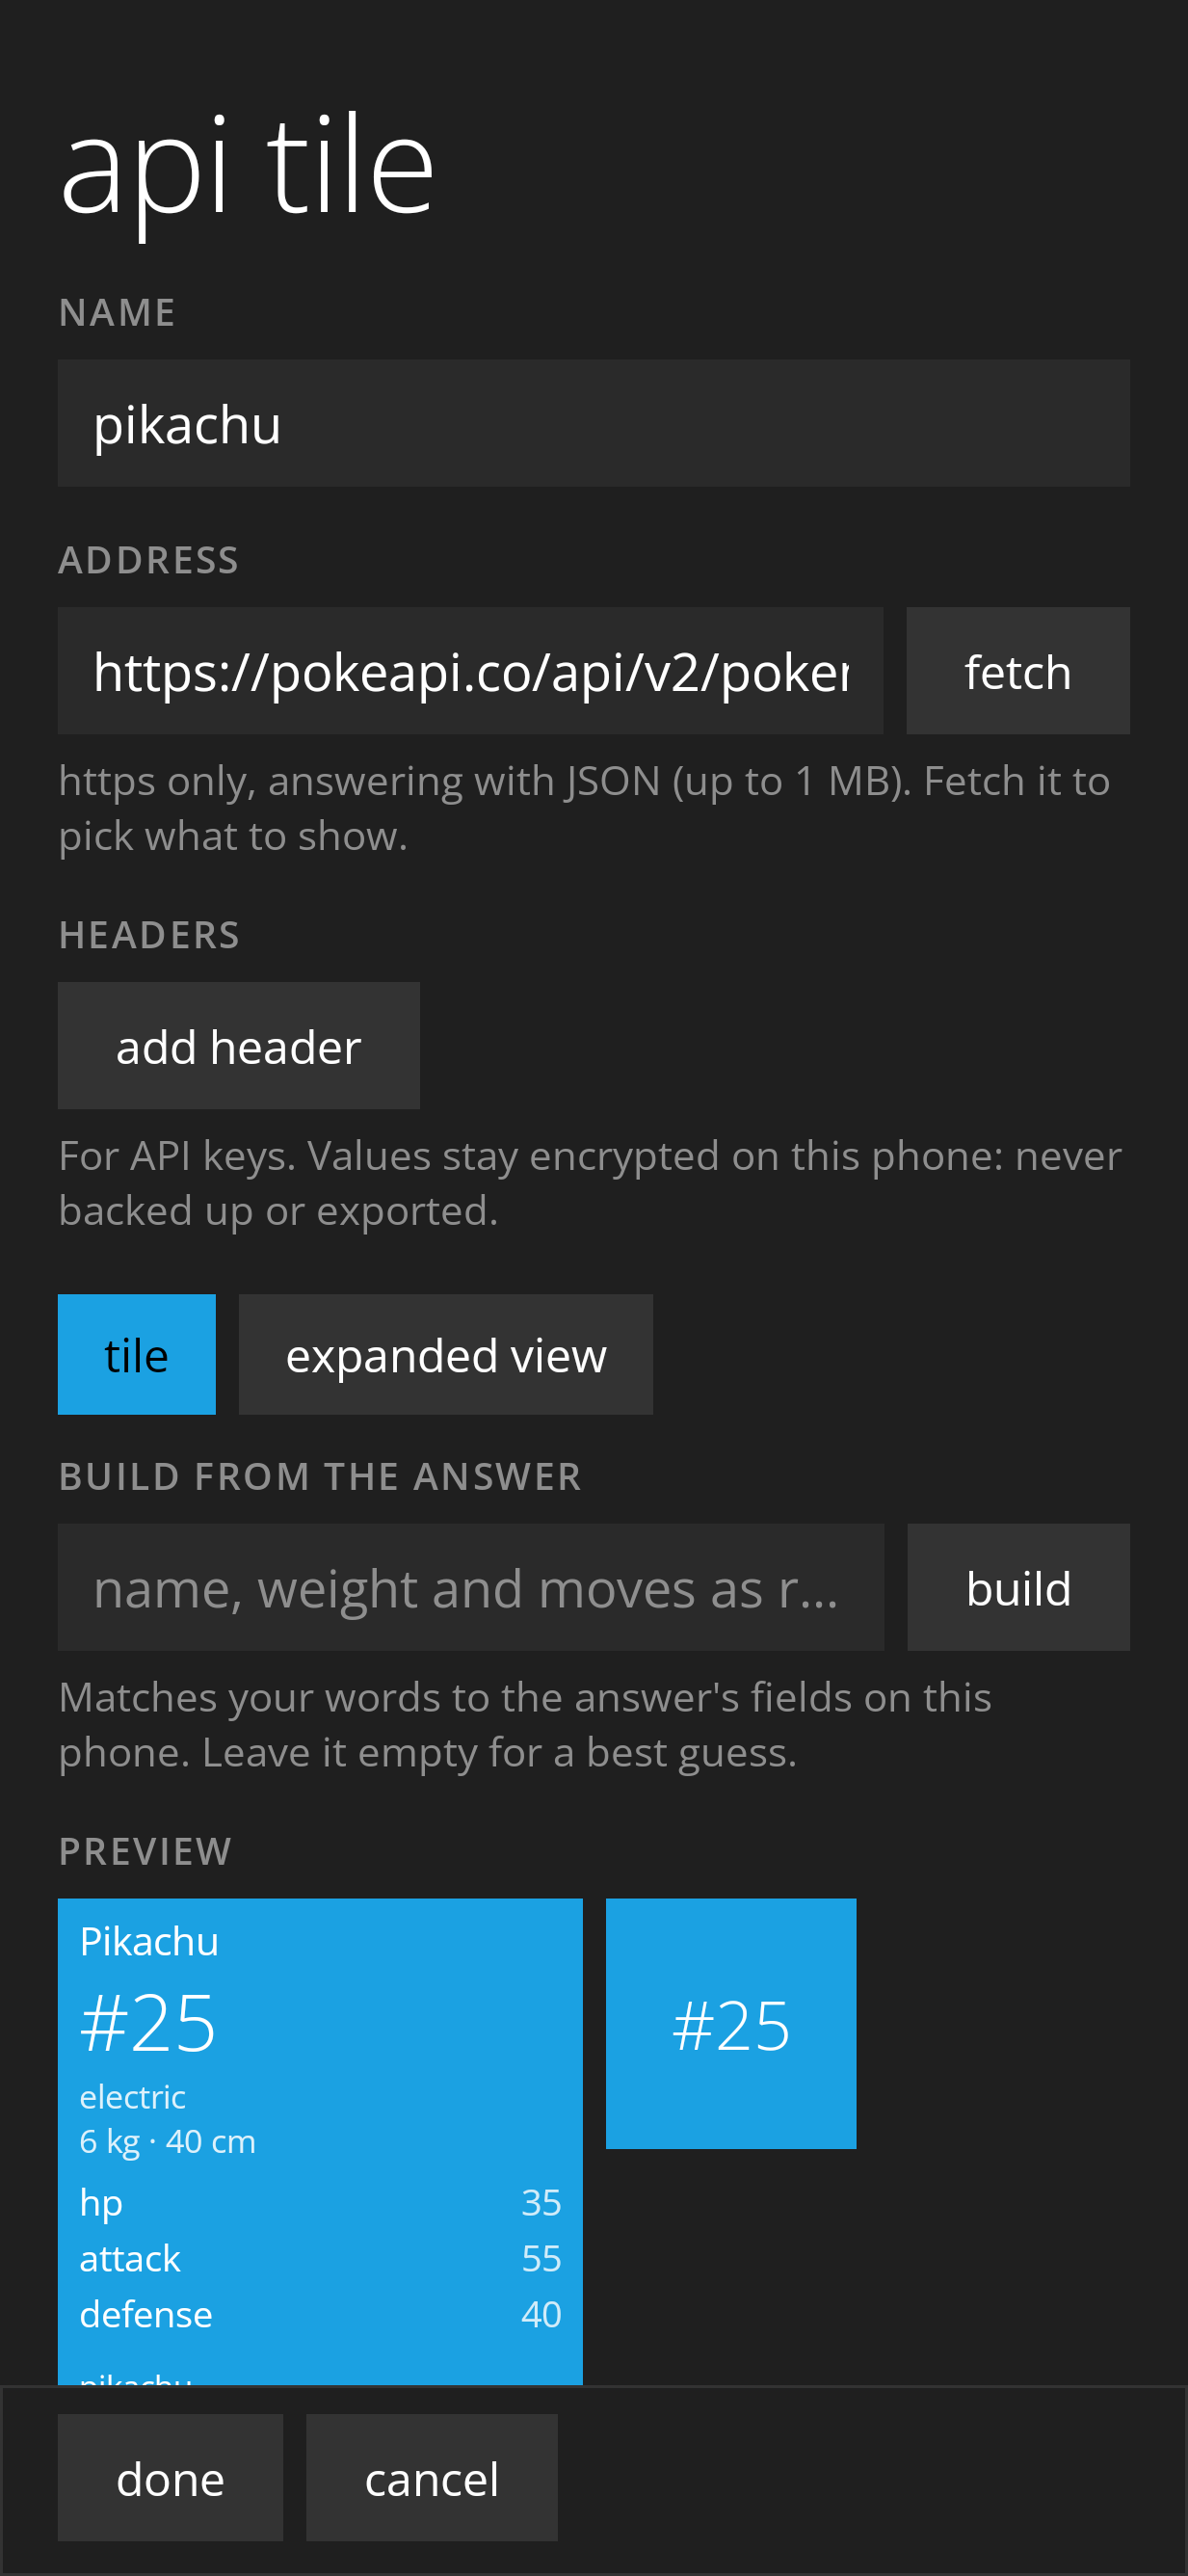 api tile
NAME
pikachu
ADDRESS
https://pokeapi.co/api/v2/poke
fetch
https only, answering with JSON (up to 1 MB). Fetch it to
pick what to show.
HEADERS
add header
For API keys. Values stay encrypted on this phone: never
backed up or exported.
tile
expanded view
BUILD FROM THE ANSWER
name, weight and moves as r...
build
Matches your words to the answer's fields on this
phone. Leave it empty for a best guess.
PREVIEW
Pikachu
#25
electric
6 kg · 40 cm
hp 35
attack 55
defense 40
pikachu
#25
done
cancel